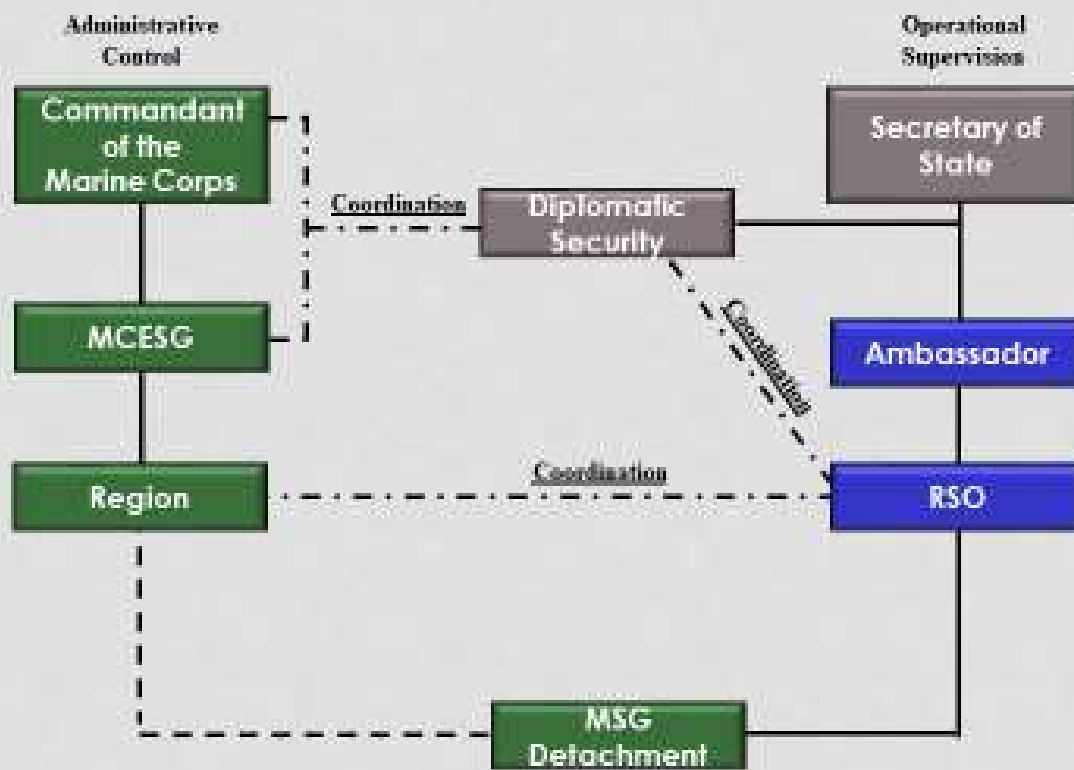 Administrative
Control
Operational
Supervision
Commandant
of the
Marine Corps
Secretary of
State
Coordination
Diplomatic
Security
MCESG
Coordination
Ambassador
Region
Coordination
RSO
MSG
Detachment